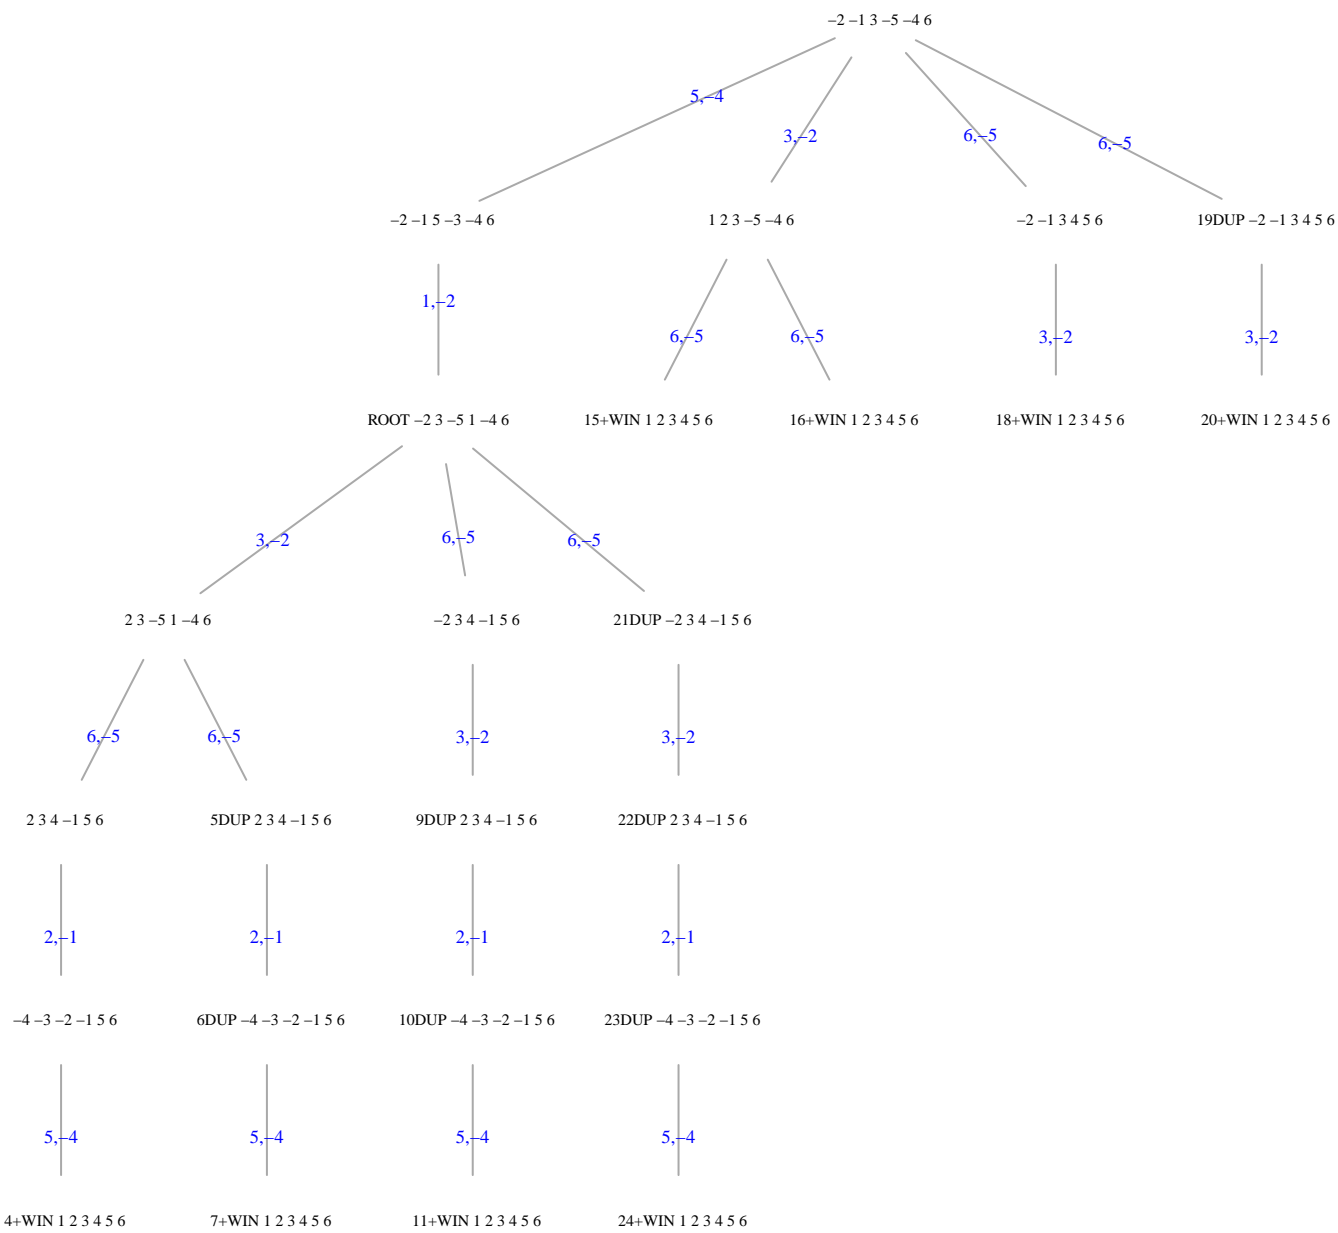 −2 −1 3 −5 −4 6
5,−4
3,−2
6,−5
6,−5
−2 −1 5 −3 −4 6
1 2 3 −5 −4 6
−2 −1 3 4 5 6
19DUP −2 −1 3 4 5 6
1,−2
6,−5
6,−5
3,−2
3,−2
ROOT −2 3 −5 1 −4 6
15+WIN 1 2 3 4 5 6
16+WIN 1 2 3 4 5 6
18+WIN 1 2 3 4 5 6
20+WIN 1 2 3 4 5 6
3,−2
6,−5
6,−5
2 3 −5 1 −4 6
−2 3 4 −1 5 6
21DUP −2 3 4 −1 5 6
6,−5
6,−5
3,−2
3,−2
2 3 4 −1 5 6
5DUP 2 3 4 −1 5 6
9DUP 2 3 4 −1 5 6
22DUP 2 3 4 −1 5 6
2,−1
2,−1
2,−1
2,−1
−4 −3 −2 −1 5 6
6DUP −4 −3 −2 −1 5 6
10DUP −4 −3 −2 −1 5 6
23DUP −4 −3 −2 −1 5 6
5,−4
5,−4
5,−4
5,−4
4+WIN 1 2 3 4 5 6
7+WIN 1 2 3 4 5 6
11+WIN 1 2 3 4 5 6
24+WIN 1 2 3 4 5 6